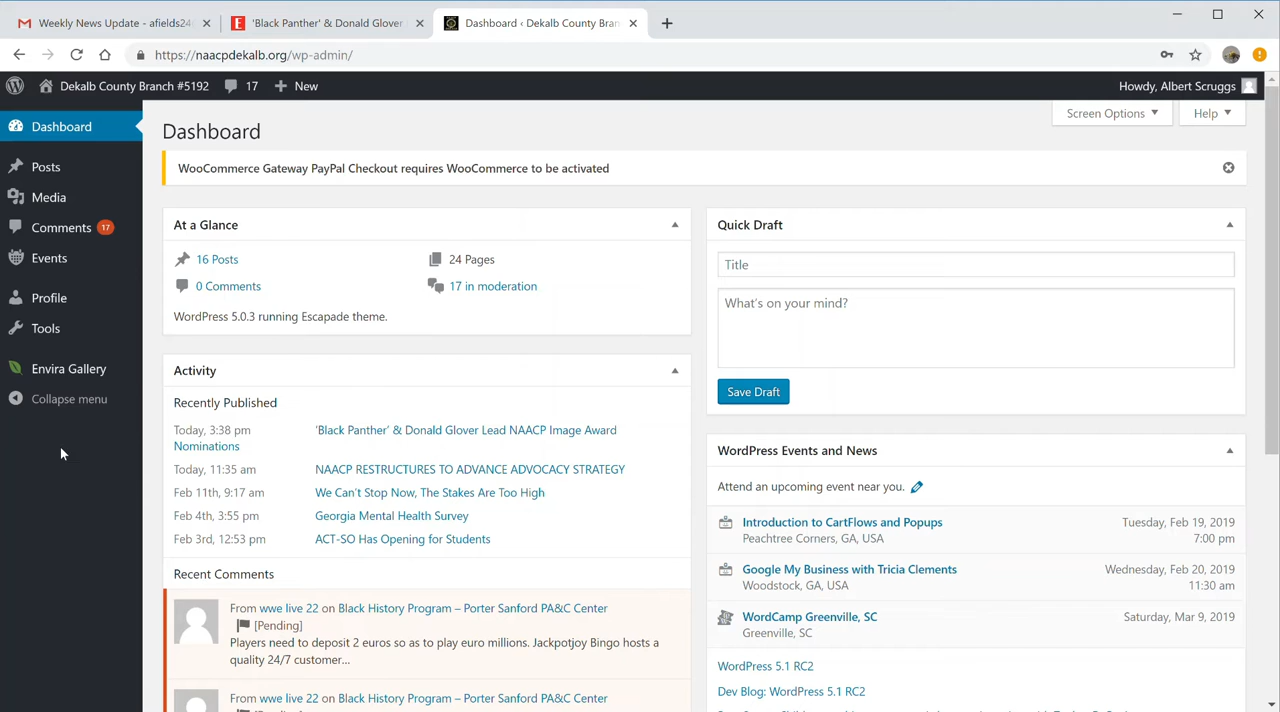 Weekly News Update - afields24
'Black Panther' & Donald Glover
Dekalb County Bran
Dashboard ‹ Dekalb County Bran
https://naacpdekalb.org/wp-admin/
Dekalb County Branch #5192
17
New
Howdy, Albert Scruggs
Dashboard
Posts
Media
Comments 17
Events
Profile
Tools
Envira Gallery
Collapse menu
Screen Options
Help
Dashboard
WooCommerce Gateway PayPal Checkout requires WooCommerce to be activated
At a Glance
16 Posts
24 Pages
0 Comments
17 in moderation
WordPress 5.0.3 running Escapade theme.
Activity
Recently Published
Today, 3:38 pm 'Black Panther' & Donald Glover Lead NAACP Image Award
Nominations
Today, 11:35 am NAACP RESTRUCTURES TO ADVANCE ADVOCACY STRATEGY
Feb 11th, 9:17 am We Can't Stop Now, The Stakes Are Too High
Feb 4th, 3:55 pm Georgia Mental Health Survey
Feb 3rd, 12:53 pm ACT-SO Has Opening for Students
Recent Comments
From wwe live 22 on Black History Program – Porter Sanford PA&C Center
[Pending]
Players need to deposit 2 euros so as to play euro millions. Jackpotjoy Bingo hosts a
quality 24/7 customer...
From wwe live 22 on Black History Program – Porter Sanford PA&C Center
Quick Draft
Title
What's on your mind?
Save Draft
WordPress Events and News
Attend an upcoming event near you.
Introduction to CartFlows and Popups
Peachtree Corners, GA, USA
Tuesday, Feb 19, 2019
7:00 pm
Google My Business with Tricia Clements
Woodstock, GA, USA
Wednesday, Feb 20, 2019
11:30 am
WordCamp Greenville, SC
Greenville, SC
Saturday, Mar 9, 2019
WordPress 5.1 RC2
Dev Blog: WordPress 5.1 RC2